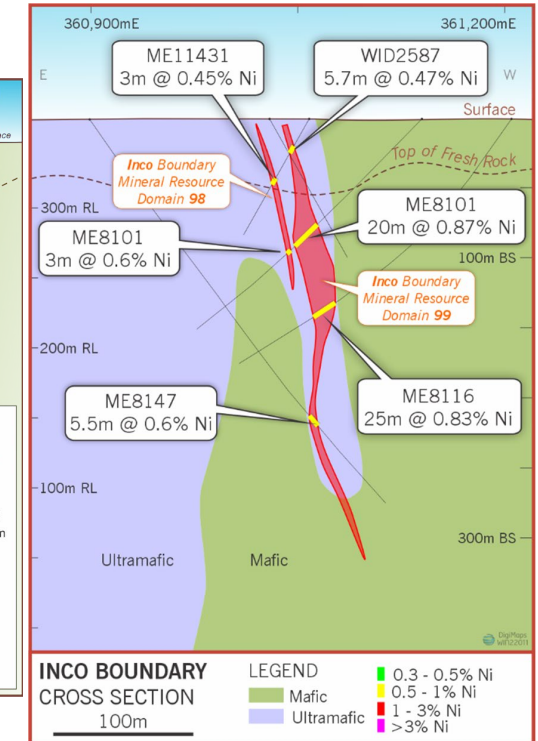 360,900mE
361,200mE
ME11431
3m @ 0.45% Ni
WID2587
5.7m @ 0.47% Ni
E
W
Surface
Top of Fresh Rock
Inco Boundary
Mineral Resource
Domain 98
300m RL
ME8101
20m @ 0.87% Ni
ME8101
3m @ 0.6% Ni
100m BS
Inco Boundary
Mineral Resource
Domain 99
200m RL
ME8116
25m @ 0.83% Ni
ME8147
5.5m @ 0.6% Ni
100m RL
300m BS
Ultramafic
Mafic
DigiMaps
INCO BOUNDARY
CROSS SECTION
100m
LEGEND
Mafic
Ultramafic
0.3 - 0.5% Ni
0.5 - 1% Ni
1 - 3% Ni
>3% Ni